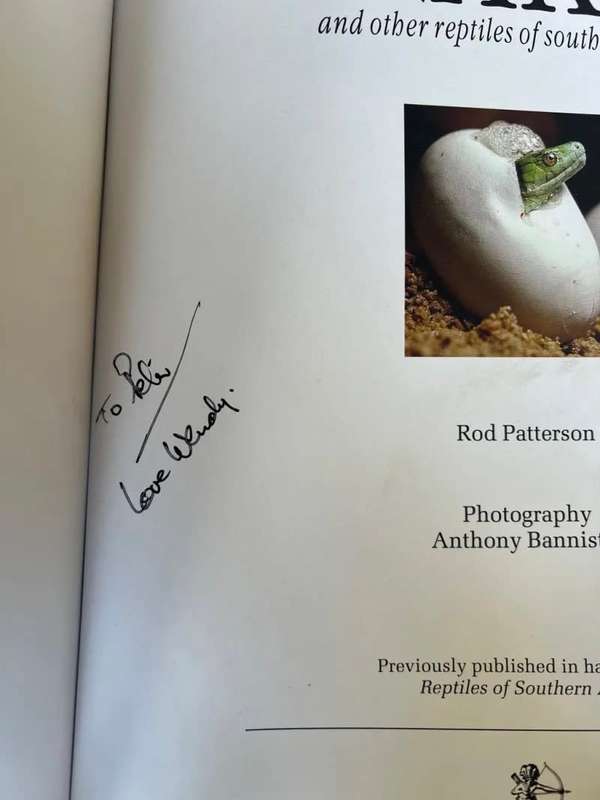 and other reptiles of south
To Peter
Love Wendy.
Rod Patterson
Photography
Anthony Bannist
Previously published in ha
Reptiles of Southern